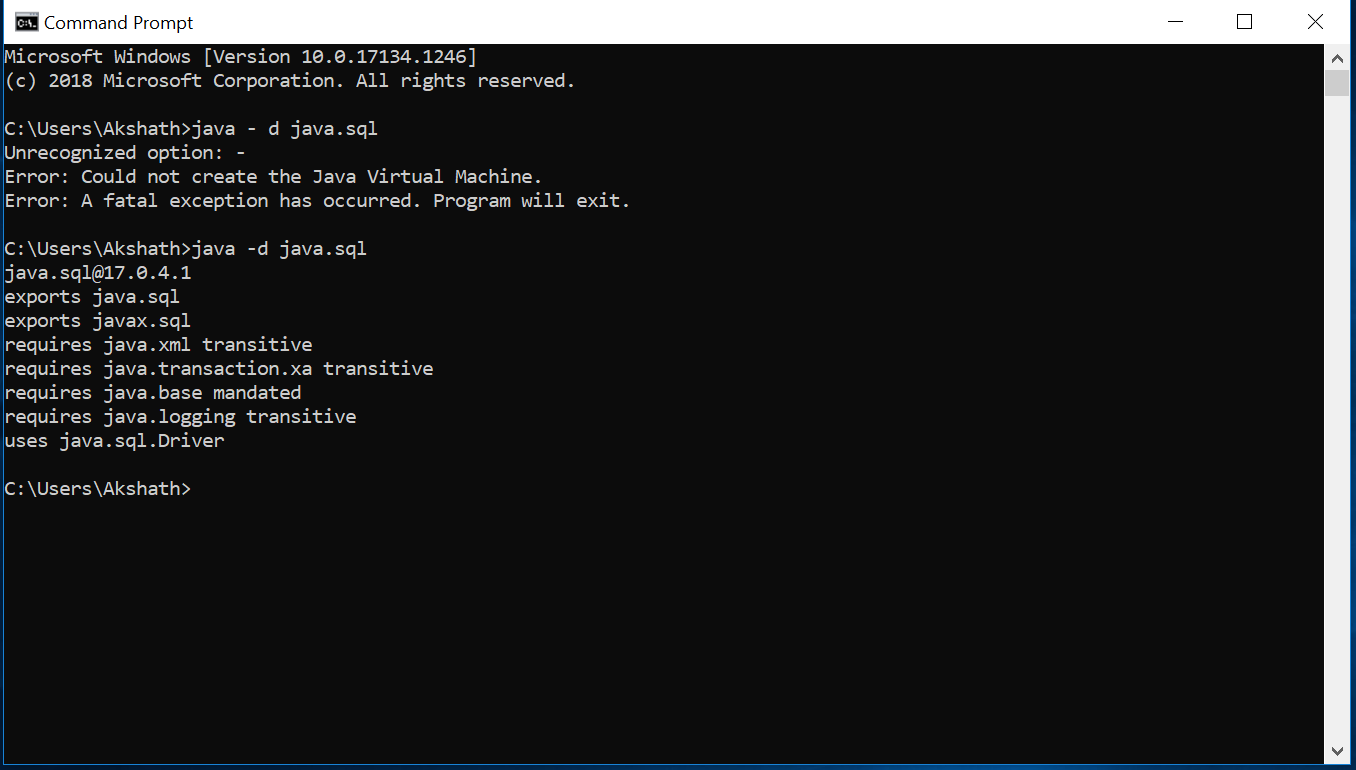 Command Prompt
Microsoft Windows [Version 10.0.17134.1246]
(c) 2018 Microsoft Corporation. All rights reserved.
C:\Users\Akshath>java - d java.sql
Unrecognized option: -
Error: Could not create the Java Virtual Machine.
Error: A fatal exception has occurred. Program will exit.
C:\Users\Akshath>java -d java.sql
java.sql@17.0.4.1
exports java.sql
exports javax.sql
requires java.xml transitive
requires java.transaction.xa transitive
requires java.base mandated
requires java.logging transitive
uses java.sql.Driver
C:\Users\Akshath>